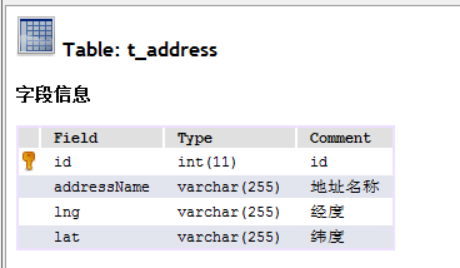 Table: t_address
字段信息
Field Type Comment
id int(11) id
addressName varchar(255) 地址名称
lng varchar(255) 经度
lat varchar(255) 纬度